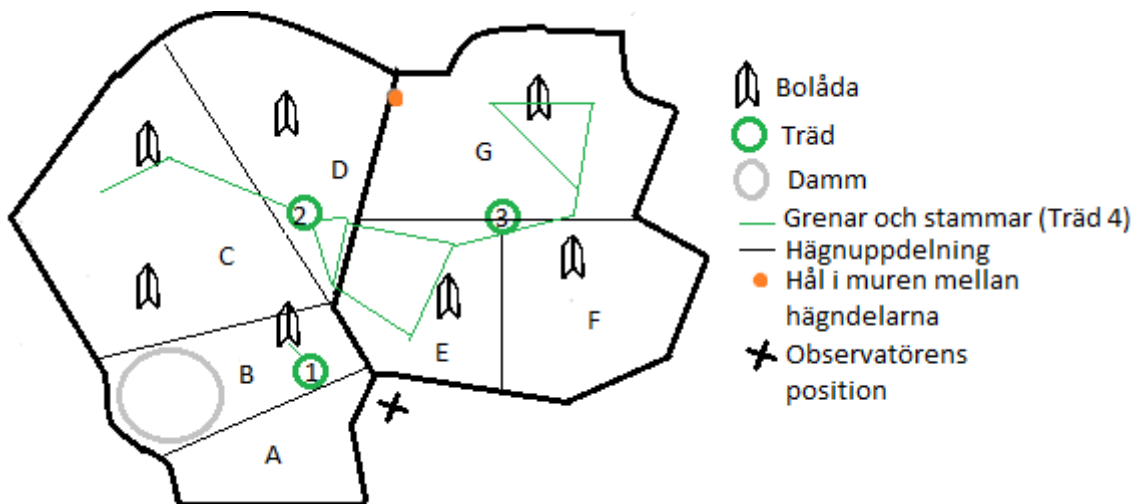 D
G
2
3
C
F
B
1
E
A
Bolåda
Träd
Damm
Grenar och stammar (Träd 4)
Hägnuppdelning
Hål i muren mellan
hägndelarna
Observatörens
position